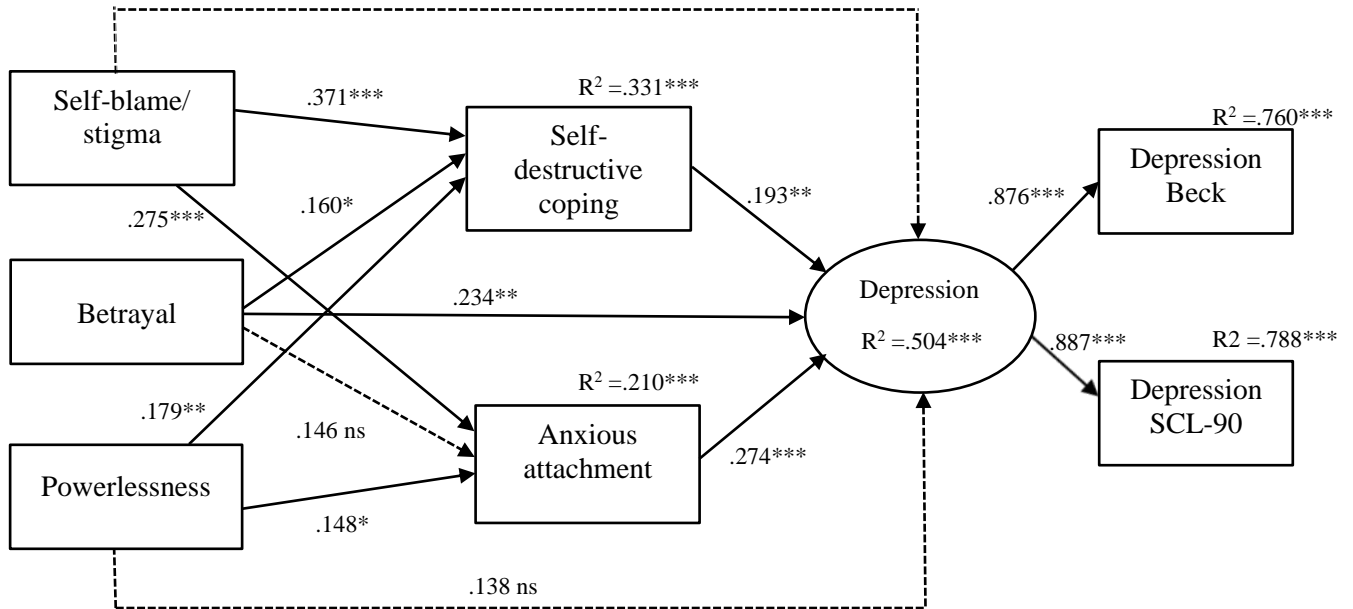 Self-blame/
stigma
.371***
R² =.331***
Self-
destructive
coping
R² =.760***
Depression
Beck
.275***
.160*
.193**
.876***
Betrayal
.234**
Depression
R² =.504***
.887***
R2 =.788***
Depression
SCL-90
.179**
.146 ns
R² =.210***
Anxious
attachment
.274***
Powerlessness
.148*
.138 ns